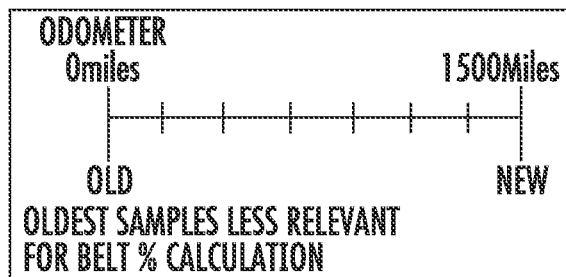 ODOMETER
0miles 1500Miles
OLD NEW
OLDEST SAMPLES LESS RELEVANT
FOR BELT % CALCULATION